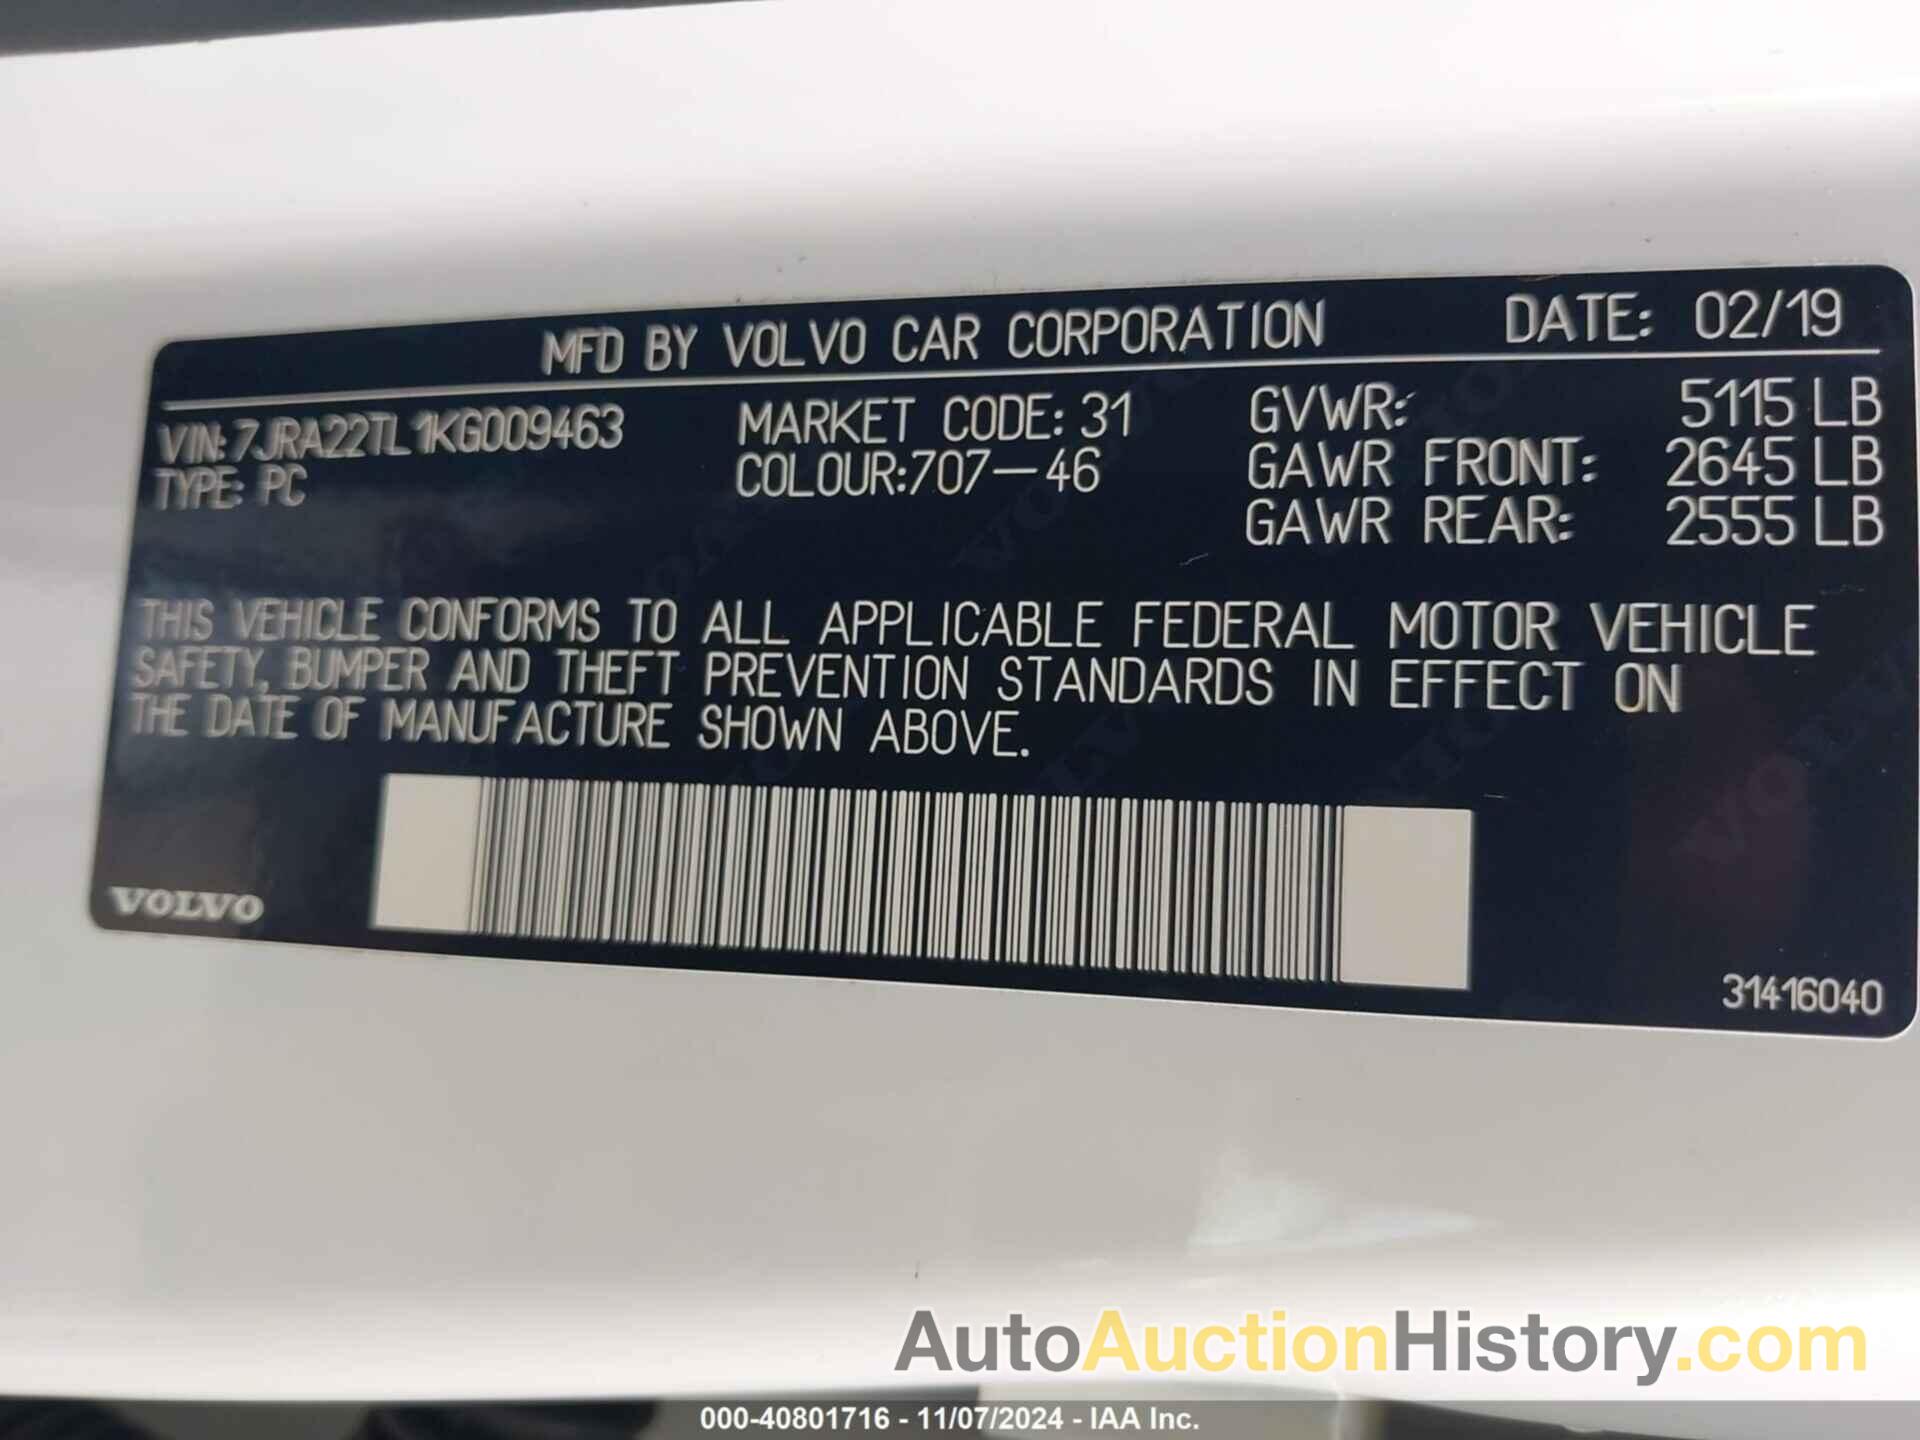 MFD BY VOLVO CAR CORPORATION DATE: 02/19
VIN: 7JRA22TL1KG009463 MARKET CODE: 31 GVWR: 5115 LB
TYPE: PC COLOUR:707-46 GAWR FRONT: 2645 LB
GAWR REAR: 2555 LB
THIS VEHICLE CONFORMS TO ALL APPLICABLE FEDERAL MOTOR VEHICLE
SAFETY, BUMPER AND THEFT PREVENTION STANDARDS IN EFFECT ON
THE DATE OF MANUFACTURE SHOWN ABOVE.
VOLVO
31416040
AutoAuctionHistory.com
000-40801716 - 11/07/2024 - IAA Inc.